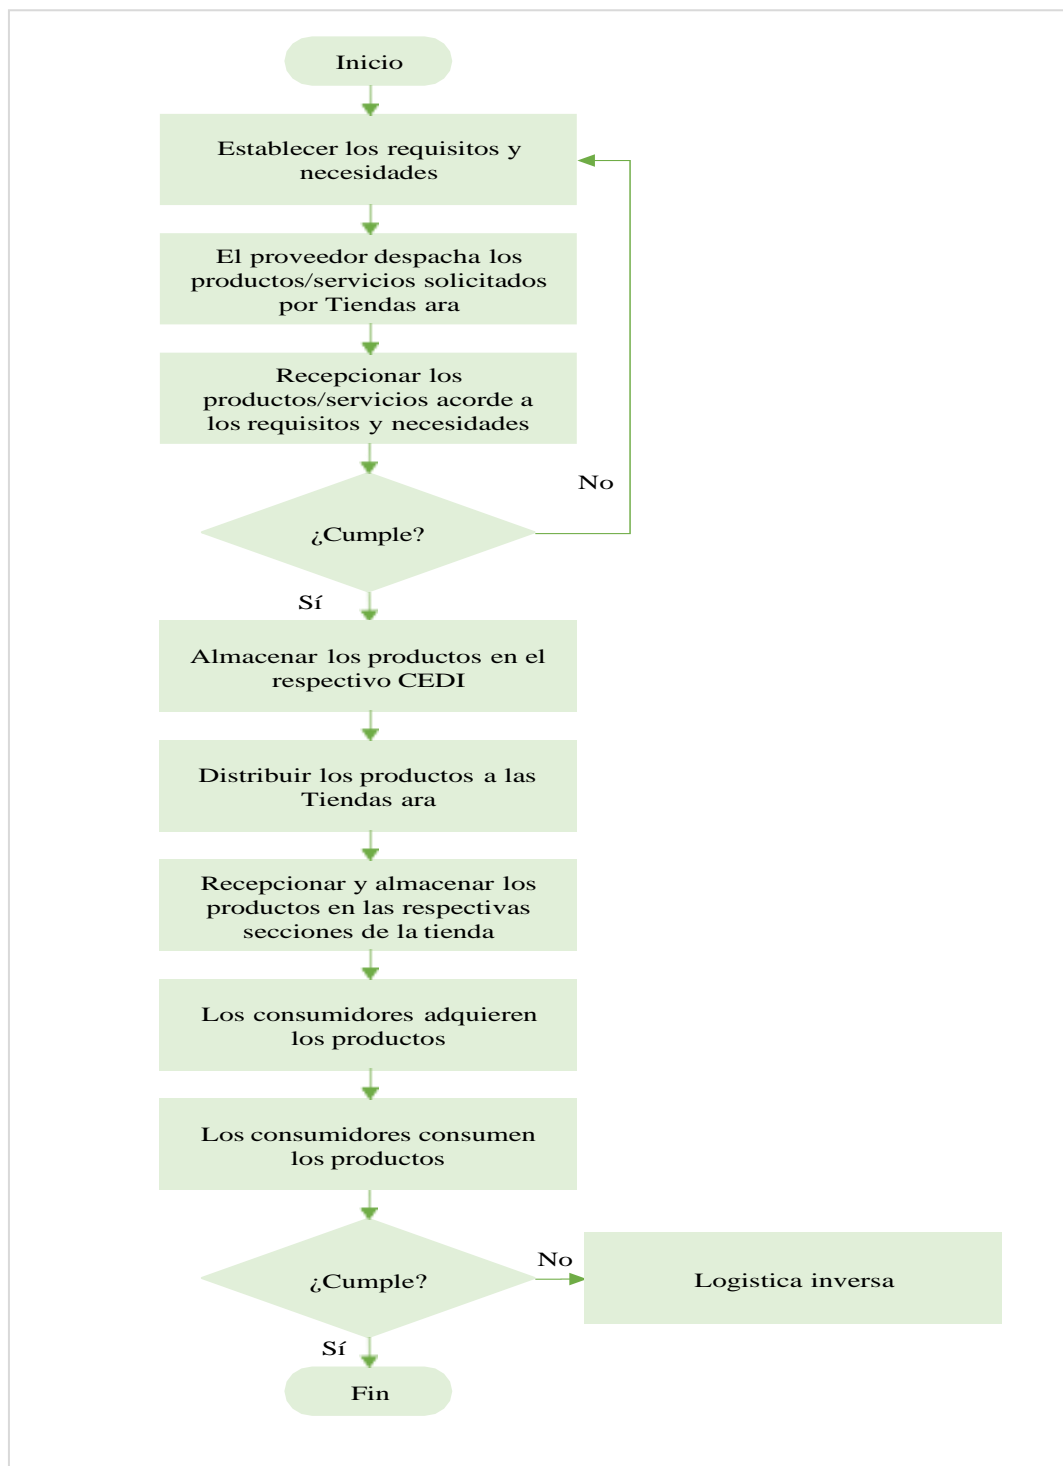 Inicio
Establecer los requisitos y
necesidades
El proveedor despacha los
productos/servicios solicitados
por Tiendas ara
Recepcionar los
productos/servicios acorde a
los requisitos y necesidades
No
¿Cumple?
Sí
Almacenar los productos en el
respectivo CEDI
Distribuir los productos a las
Tiendas ara
Recepcionar y almacenar los
productos en las respectivas
secciones de la tienda
Los consumidores adquieren
los productos
Los consumidores consumen
los productos
¿Cumple?
No
Logistica inversa
Sí
Fin